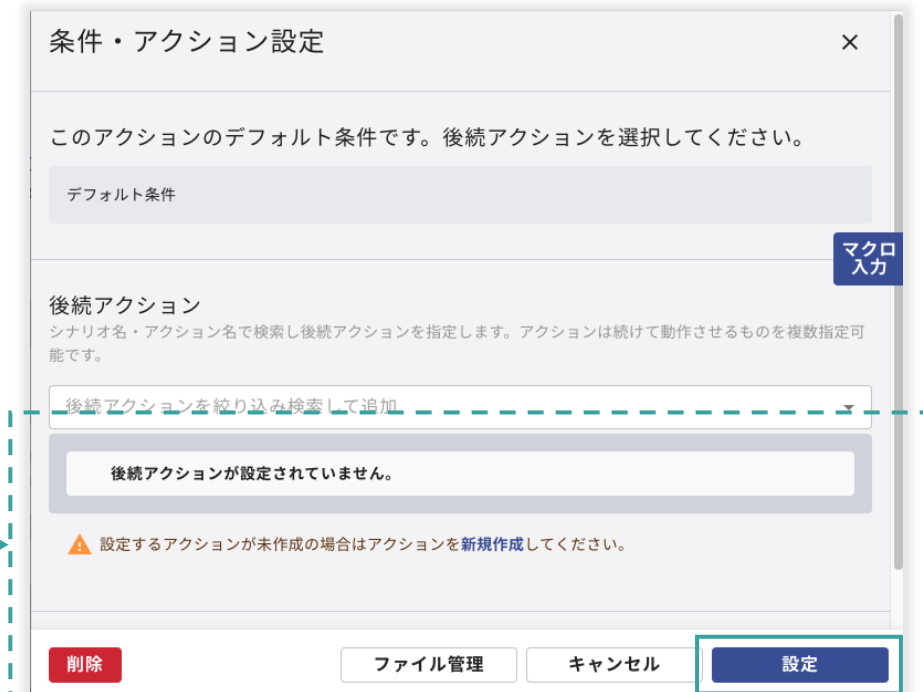 条件・アクション設定
このアクションのデフォルト条件です。後続アクションを選択してください。
デフォルト条件
マクロ
入力
後続アクション
シナリオ名・アクション名で検索し後続アクションを指定します。アクションは続けて動作させるものを複数指定可
能です。
後続アクションを絞り込み検索して追加
後続アクションが設定されていません。
設定するアクションが未作成の場合はアクションを新規作成してください。
削除
ファイル管理
キャンセル
設定